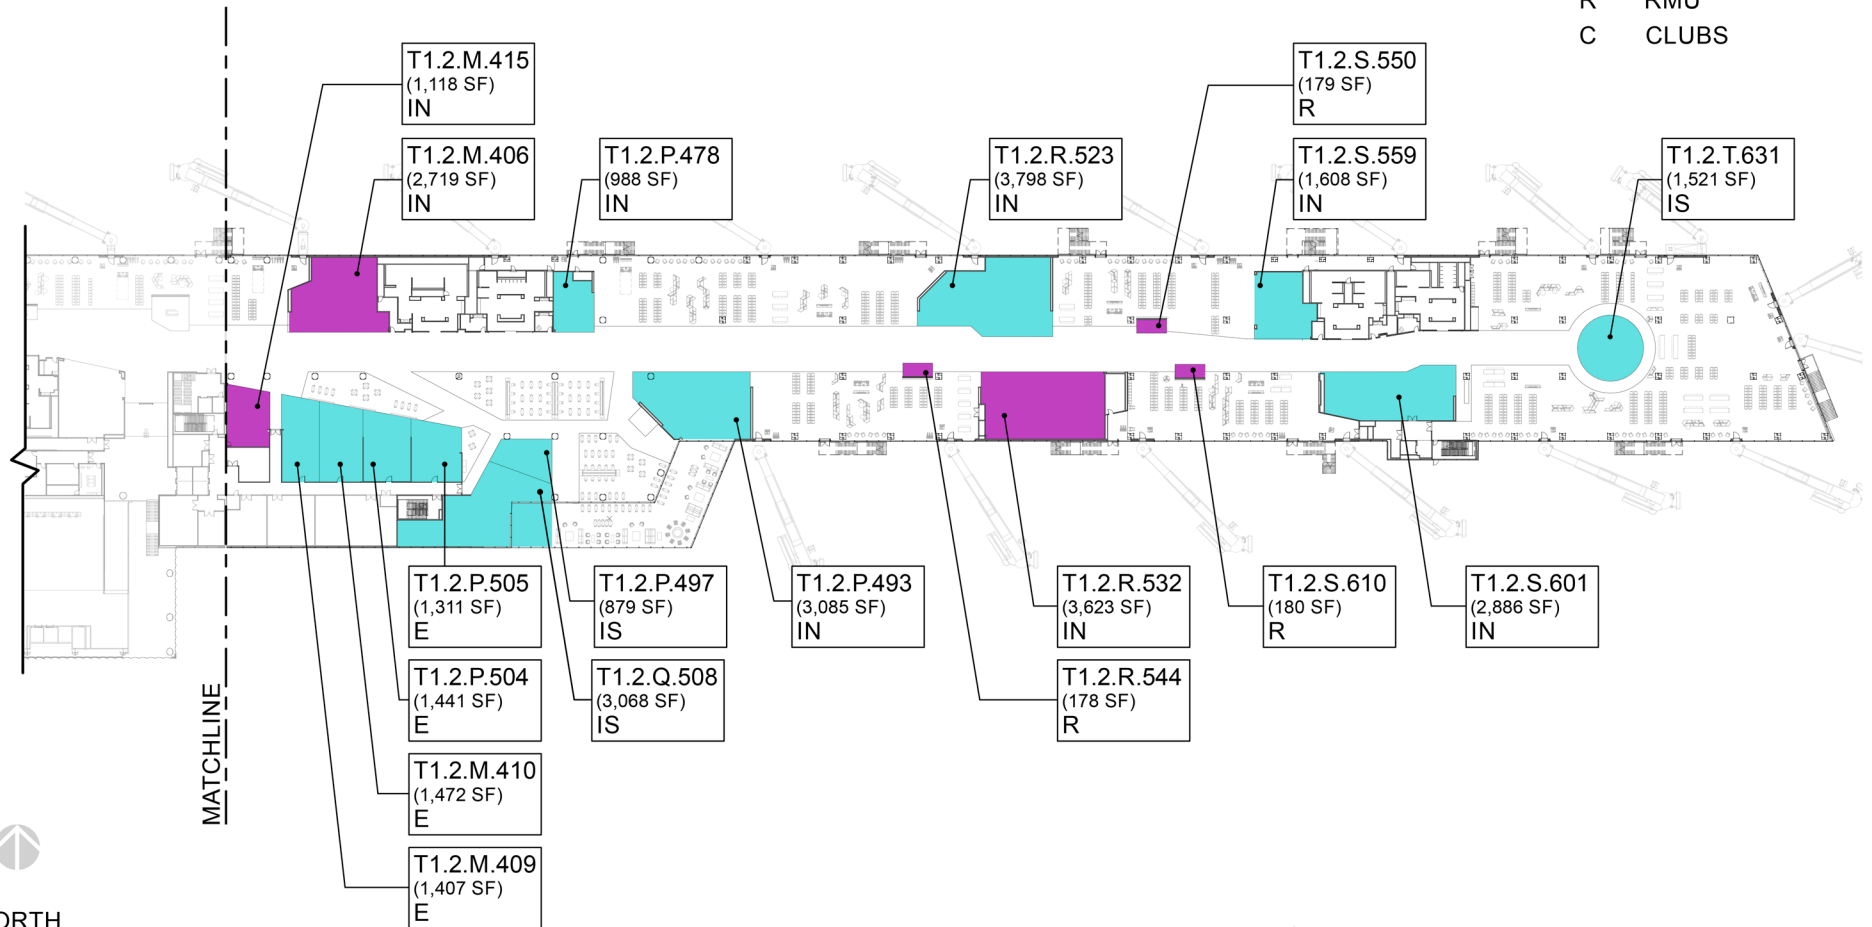 R RMU
C CLUBS
T1.2.M.415
(1,118 SF)
IN
T1.2.S.550
(179 SF)
R
T1.2.M.406
(2,719 SF)
IN
T1.2.P.478
(988 SF)
IN
T1.2.R.523
(3,798 SF)
IN
T1.2.S.559
(1,608 SF)
IN
T1.2.T.631
(1,521 SF)
IS
T1.2.P.505
(1,311 SF)
E
T1.2.P.497
(879 SF)
IS
T1.2.P.493
(3,085 SF)
IN
T1.2.R.532
(3,623 SF)
IN
T1.2.S.610
(180 SF)
R
T1.2.S.601
(2,886 SF)
IN
T1.2.P.504
(1,441 SF)
E
T1.2.Q.508
(3,068 SF)
IS
T1.2.R.544
(178 SF)
R
MATCHLINE
T1.2.M.410
(1,472 SF)
E
T1.2.M.409
(1,407 SF)
E
ORTH